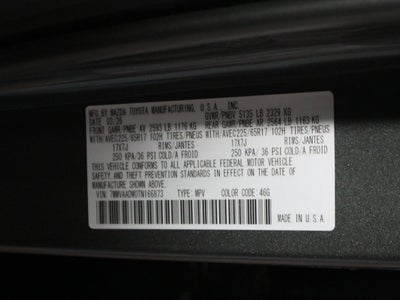 MFG BY MAZDA TOYOTA MANUFACTURING, U.S.A., INC.
DATE: 03/26 GVWR/PNBV 5135 LB 2329 KG
FRONT GAWR/PNBE AV 2593 LB 1176 KG REAR GAWR/PNBE AR 2564 LB 1163 KG
WITH/AVEC225/65R17 102H TIRES/PNEUS WITH/AVEC225/65R17 102H TIRES/PNEUS
17X7J RIMS/JANTES 17X7J RIMS/JANTES
250 KPA/36 PSI COLD/A FROID 250 KPA/36 PSI COLD/A FROID
THIS VEHICLE CONFORMS TO ALL APPLICABLE FEDERAL MOTOR VEHICLE
SAFETY AND THEFT PREVENTION STANDARDS IN EFFECT ON THE DATE OF
MANUFACTURE SHOWN ABOVE.
VIN: 7MMVAADW0TN166873 TYPE: MPV COLOR CODE: 46G
MADE IN U.S.A.